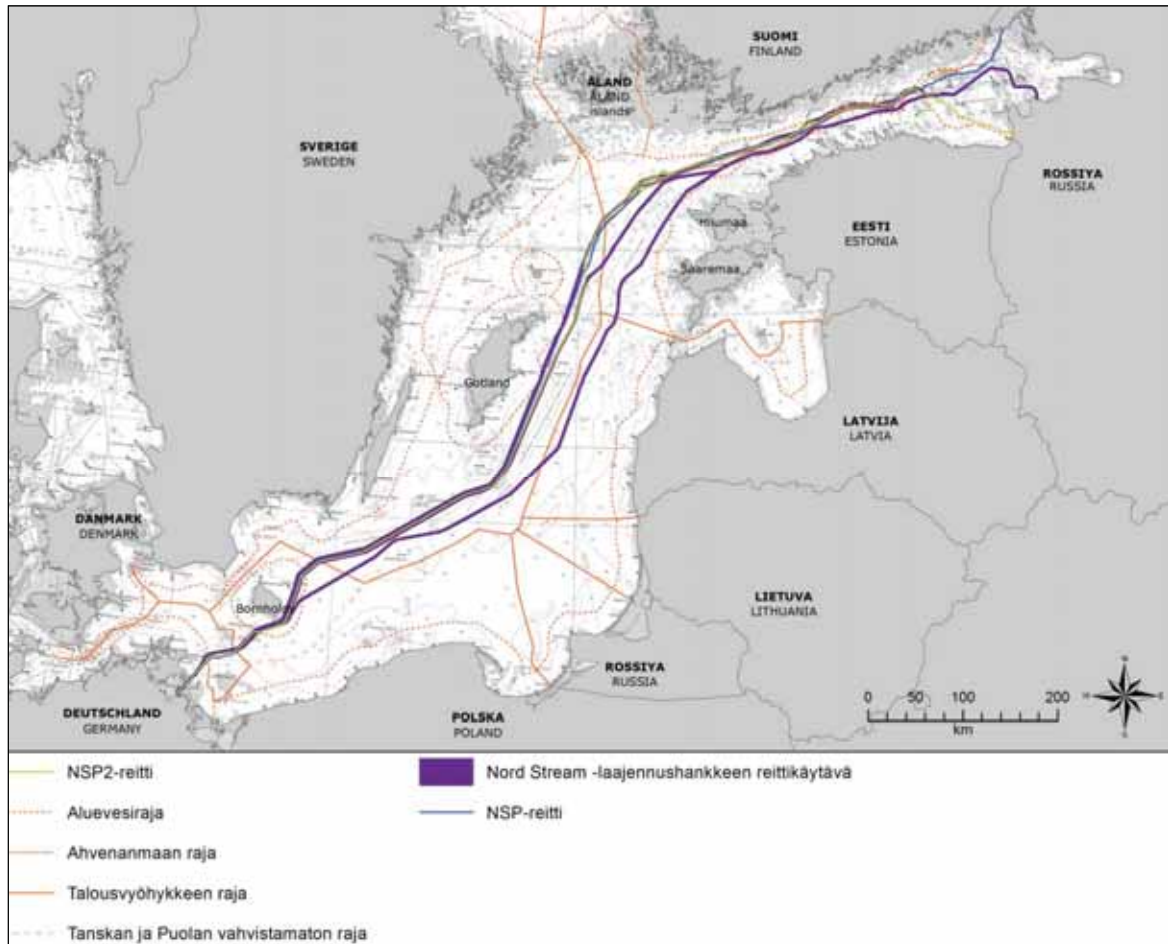 SUOMI
FINLAND
ÅLAND
ÅLAND
islands
SVERIGE
SWEDEN
ROSSIYA
RUSSIA
Hiiumaa
EESTI
ESTONIA
Saaremaa
Gotland
LATVIJA
LATVIA
DANMARK
DENMARK
Bornholm
LIETUVA
LITHUANIA
ROSSIYA
RUSSIA
DEUTSCHLAND
GERMANY
POLSKA
POLAND
0 50 100 200
km
NSP2-reitti
Nord Stream -laajennushankkeen reittikäytävä
Aluevesiraja
NSP-reitti
Ahvenanmaan raja
Talousvyöhykkeen raja
Tanskan ja Puolan vahvistamaton raja